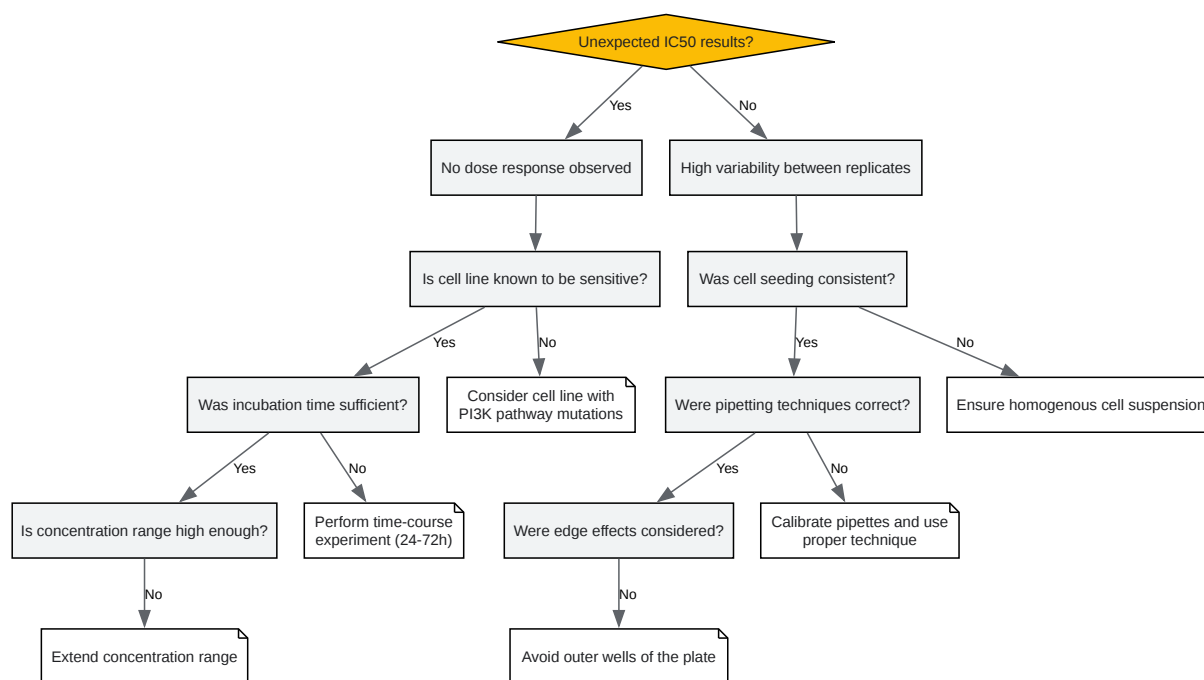 Unexpected IC50 results?
Yes
No
No dose response observed
High variability between replicates
Is cell line known to be sensitive?
Was cell seeding consistent?
Yes
No
Yes
No
Was incubation time sufficient?
Consider cell line with
PI3K pathway mutations
Were pipetting techniques correct?
Ensure homogenous cell suspension
Yes
No
Yes
No
Is concentration range high enough?
Perform time-course
experiment (24-72h)
Were edge effects considered?
Calibrate pipettes and use
proper technique
No
No
Extend concentration range
Avoid outer wells of the plate